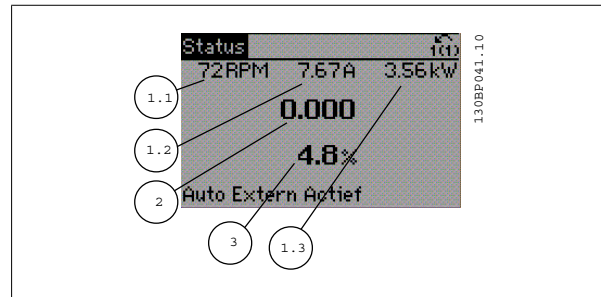 Status
1(1)
72RPM 7.67A 3.56kW
0.000
4.8%
Auto Extern Actief
1.1
1.2
2
3
1.3
130BP041.10